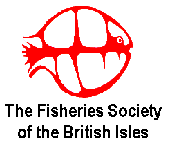 The Fisheries Society
of the British Isles